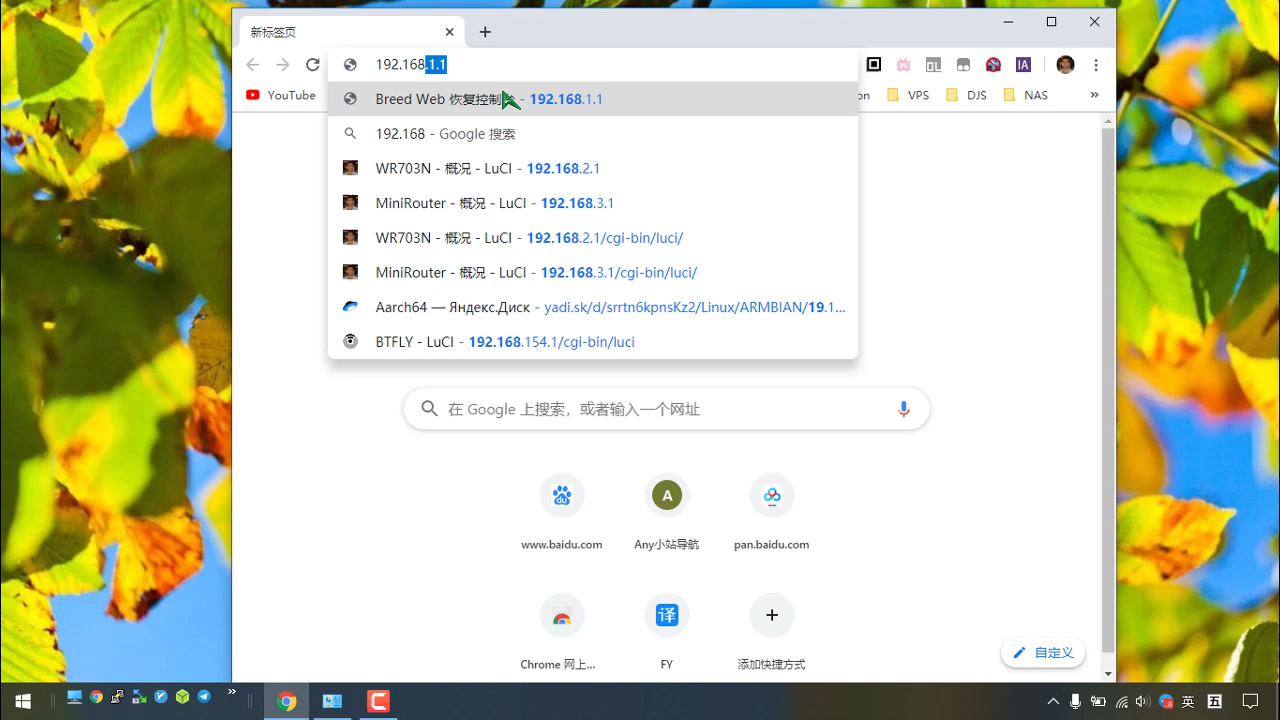 新标签页
192.168.1.1
YouTube
on
VPS
DJS
NAS
Breed Web 恢复控制 - 192.168.1.1
192.168 - Google 搜索
WR703N - 概况 - LuCI - 192.168.2.1
MiniRouter - 概况 - LuCI - 192.168.3.1
WR703N - 概况 - LuCI - 192.168.2.1/cgi-bin/luci/
MiniRouter - 概况 - LuCI - 192.168.3.1/cgi-bin/luci/
Aarch64 — Яндекс.Диск - yadi.sk/d/srrtn6kpnsKz2/Linux/ARMBIAN/19.1...
BTFLY - LuCI - 192.168.154.1/cgi-bin/luci
在 Google 上搜索，或者输入一个网址
A
www.baidu.com
Any小站导航
pan.baidu.com
译
Chrome 网上...
FY
添加快捷方式
自定义
英
五